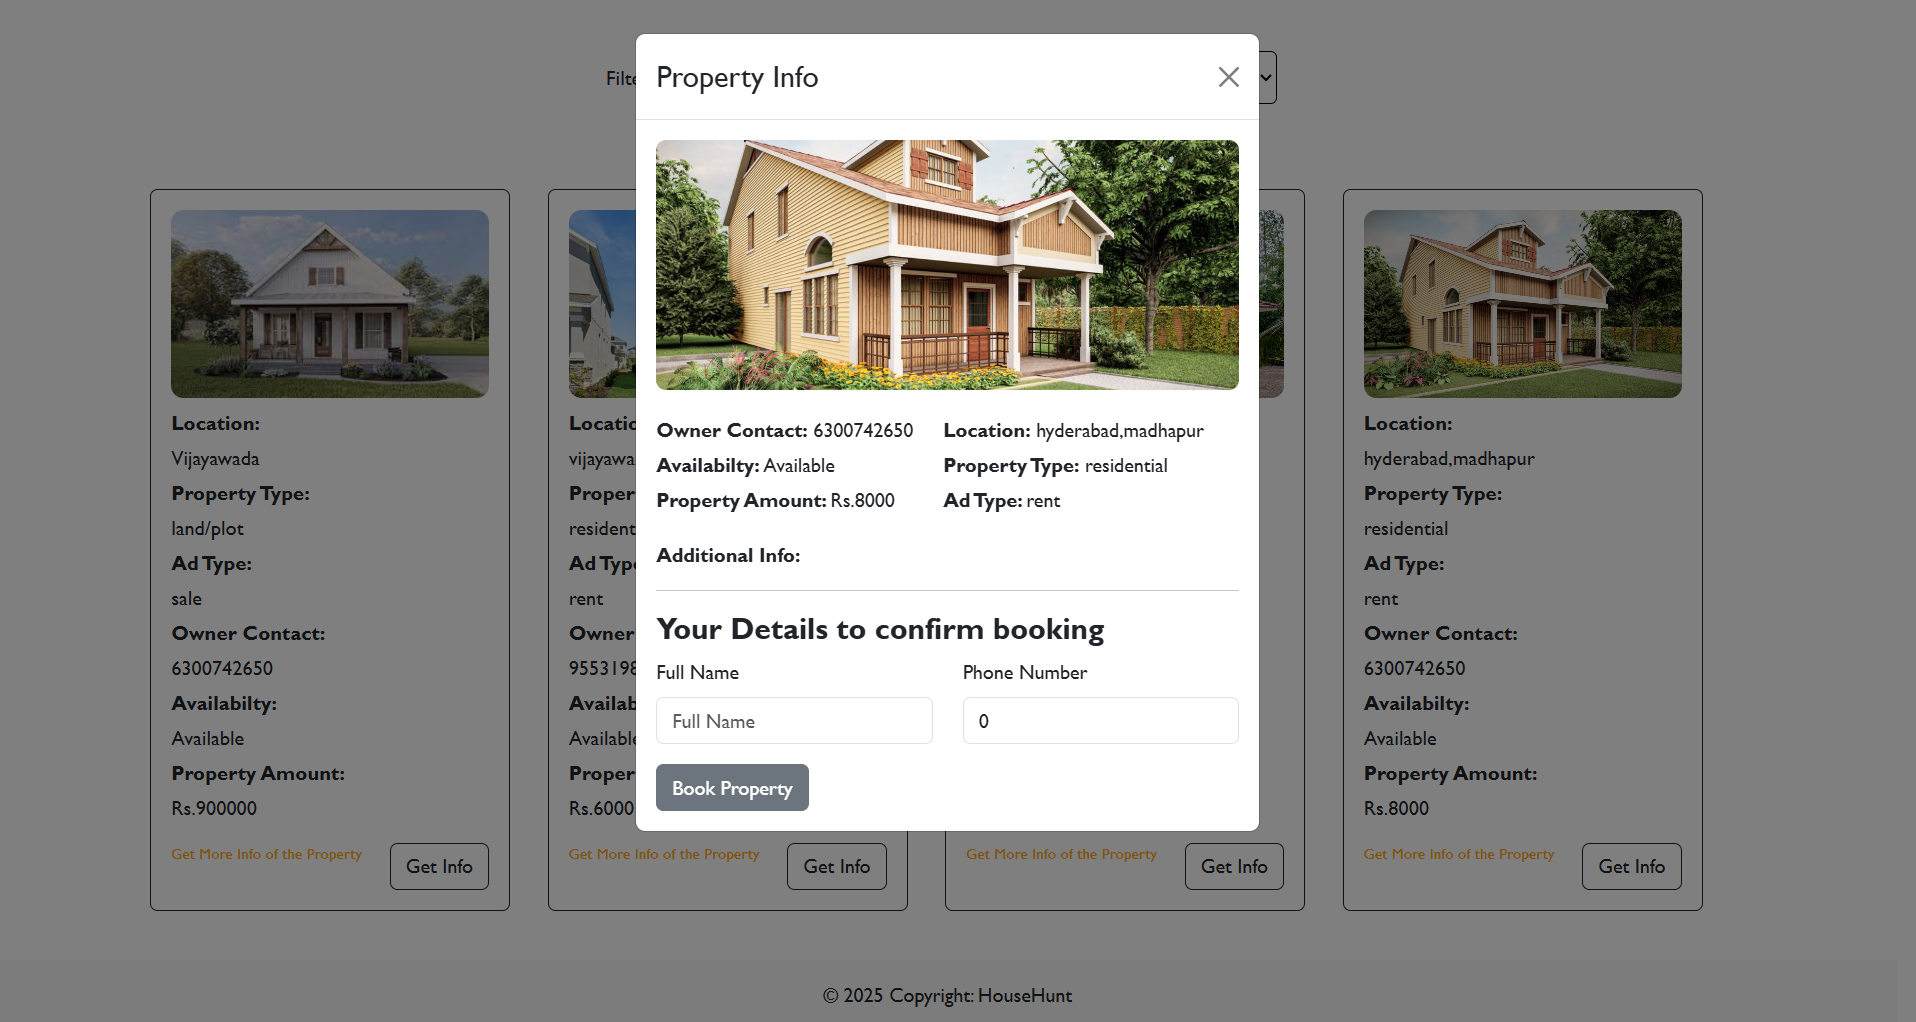 Property Info
Owner Contact: 6300742650
Location: hyderabad,madhapur
Availabilty: Available
Property Type: residential
Property Amount: Rs.8000
Ad Type: rent
Additional Info:
Your Details to confirm booking
Full Name
Phone Number
Full Name
0
Book Property
Location:
Vijayawada
Property Type:
land/plot
Ad Type:
sale
Owner Contact:
6300742650
Availabilty:
Available
Property Amount:
Rs.900000
Get More Info of the Property
Get Info
rent
Owner
Rs.6000
Get More Info of the Property
Get Info
Get More Info of the Property
Get Info
Location:
hyderabad,madhapur
Property Type:
residential
Ad Type:
rent
Owner Contact:
6300742650
Availabilty:
Available
Property Amount:
Rs.8000
Get More Info of the Property
Get Info
© 2025 Copyright: HouseHunt